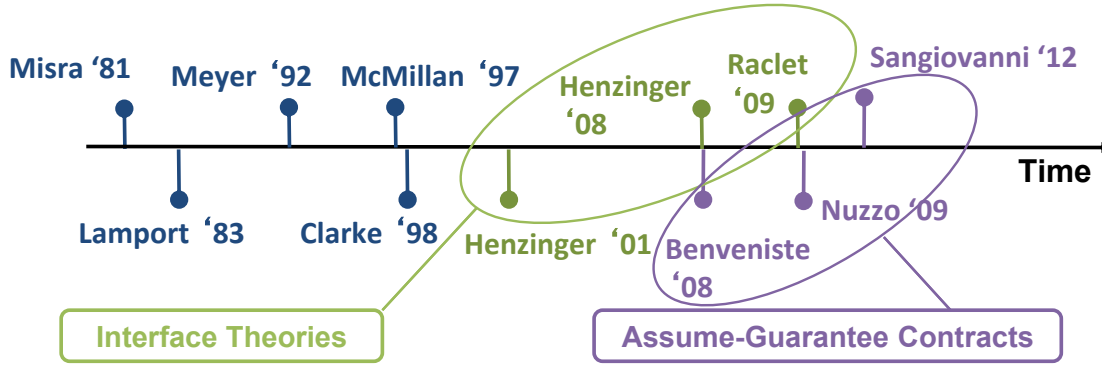 Misra ‘81
Meyer ‘92
McMillan ‘97
Henzinger
‘08
Raclet
‘09
Sangiovanni ‘12
Time
Lamport ‘83
Clarke ‘98
Henzinger ‘01
Benveniste
‘08
Nuzzo ‘09
Interface Theories
Assume-Guarantee Contracts